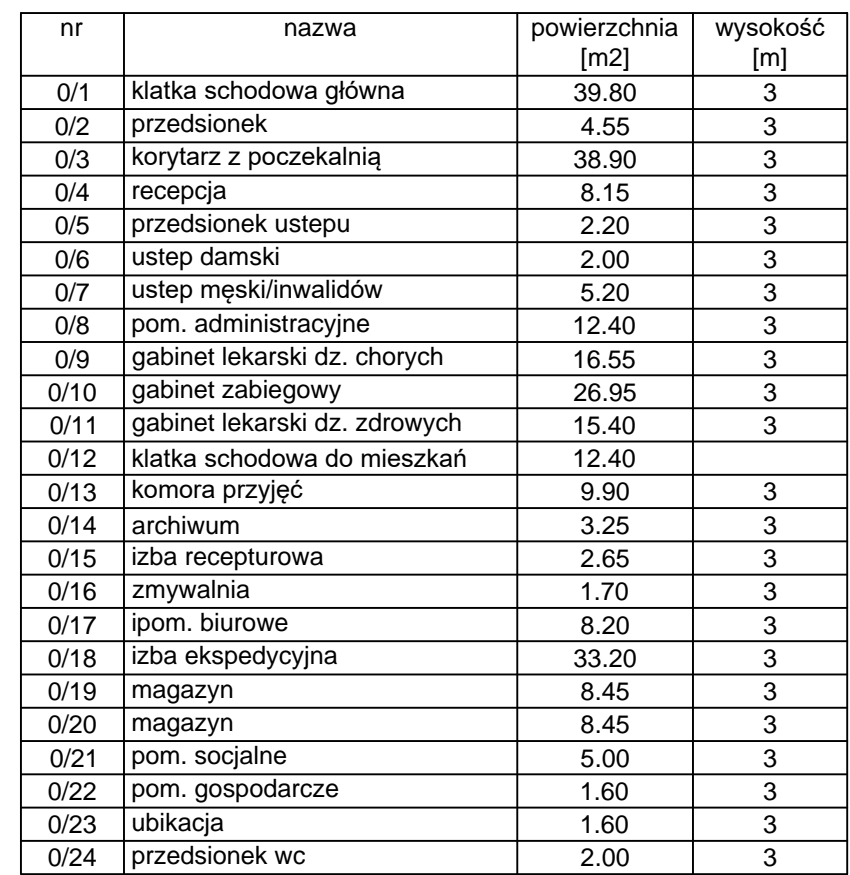 nr nazwa powierzchnia wysokość
[m2] [m]
0/1 klatka schodowa główna 39.80 3
0/2 przedsionek 4.55 3
0/3 korytarz z poczekalnią 38.90 3
0/4 recepcja 8.15 3
0/5 przedsionek ustepu 2.20 3
0/6 ustep damski 2.00 3
0/7 ustep męski/inwalidów 5.20 3
0/8 pom. administracyjne 12.40 3
0/9 gabinet lekarski dz. chorych 16.55 3
0/10 gabinet zabiegowy 26.95 3
0/11 gabinet lekarski dz. zdrowych 15.40 3
0/12 klatka schodowa do mieszkań 12.40
0/13 komora przyjęć 9.90 3
0/14 archiwum 3.25 3
0/15 izba recepturowa 2.65 3
0/16 zmywalnia 1.70 3
0/17 ipom. biurowe 8.20 3
0/18 izba ekspedycyjna 33.20 3
0/19 magazyn 8.45 3
0/20 magazyn 8.45 3
0/21 pom. socjalne 5.00 3
0/22 pom. gospodarcze 1.60 3
0/23 ubikacja 1.60 3
0/24 przedsionek wc 2.00 3